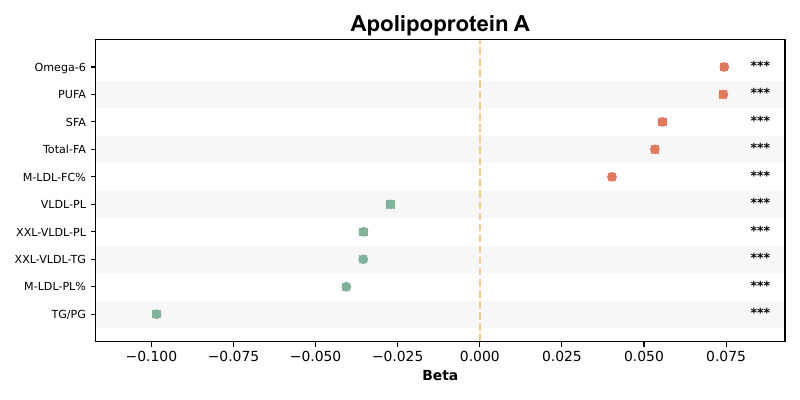 Apolipoprotein A
Omega-6 ***
PUFA ***
SFA ***
Total-FA ***
M-LDL-FC% ***
VLDL-PL ***
XXL-VLDL-PL ***
XXL-VLDL-TG ***
M-LDL-PL% ***
TG/PG ***
−0.100 −0.075 −0.050 −0.025 0.000 0.025 0.050 0.075
Beta